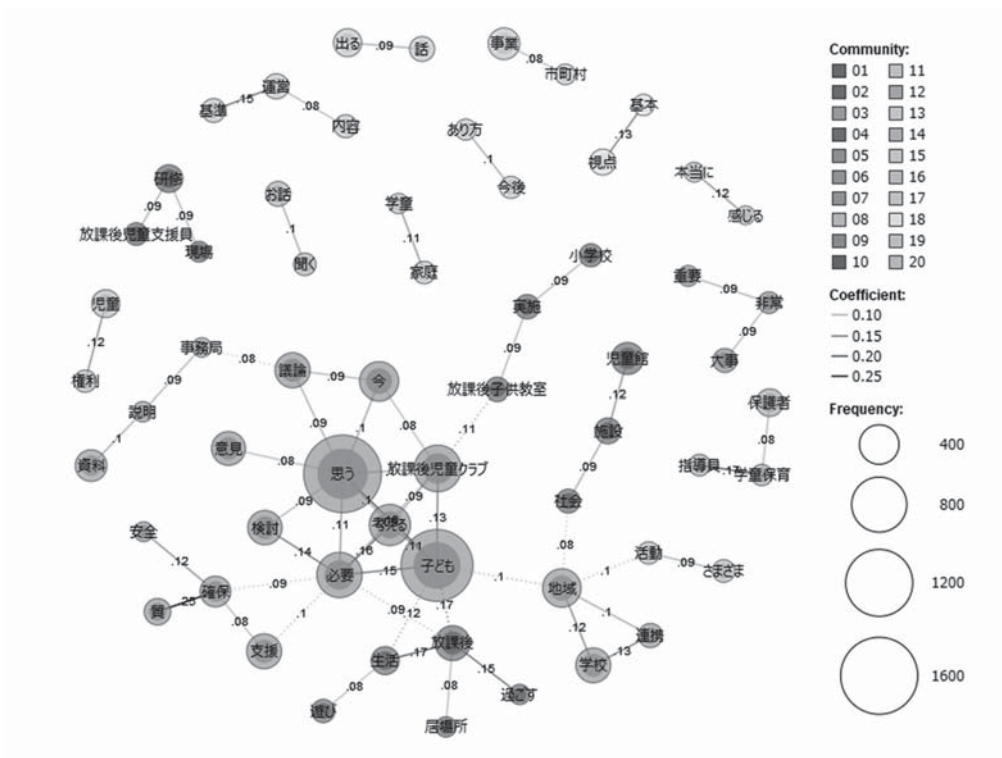 出る .09 話
事業 .08 市町村
運営 .15 基準 .08 内容
あり方 .1 今後
基本 .13 視点
本当に .12 感じる
研修 .09 .09 放課後児童支援員 現場
お話 .1 聞く
学童 .11 家庭
小学校 .09 実施 .09 放課後子供教室 .11
重要 .09 非常 .09 大事
児童 .12 権利
事務局 .08 .09 説明 .1 資料
議論 .09 今 .09 .1 .08
児童館 .12 施設 .09 社会 .08
保護者 .08 指導員 .17 学童保育
意見 .08 思う 放課後児童クラブ
.09 .11 .1 .09 .13
検討 .14 考える .16 .11
安全 .12 確保 .09 必要 .15 子ども .1 地域 .1 活動 .09 さまざま
質 .25 .08 支援 .1
.09 .12 .17
.12 .1 学校 .13 連携
生活 .17 放課後 .15 過ごす
.08 遊び .08 居場所
Community:
01 11
02 12
03 13
04 14
05 15
06 16
07 17
08 18
09 19
10 20
Coefficient:
0.10
0.15
0.20
0.25
Frequency:
400
800
1200
1600